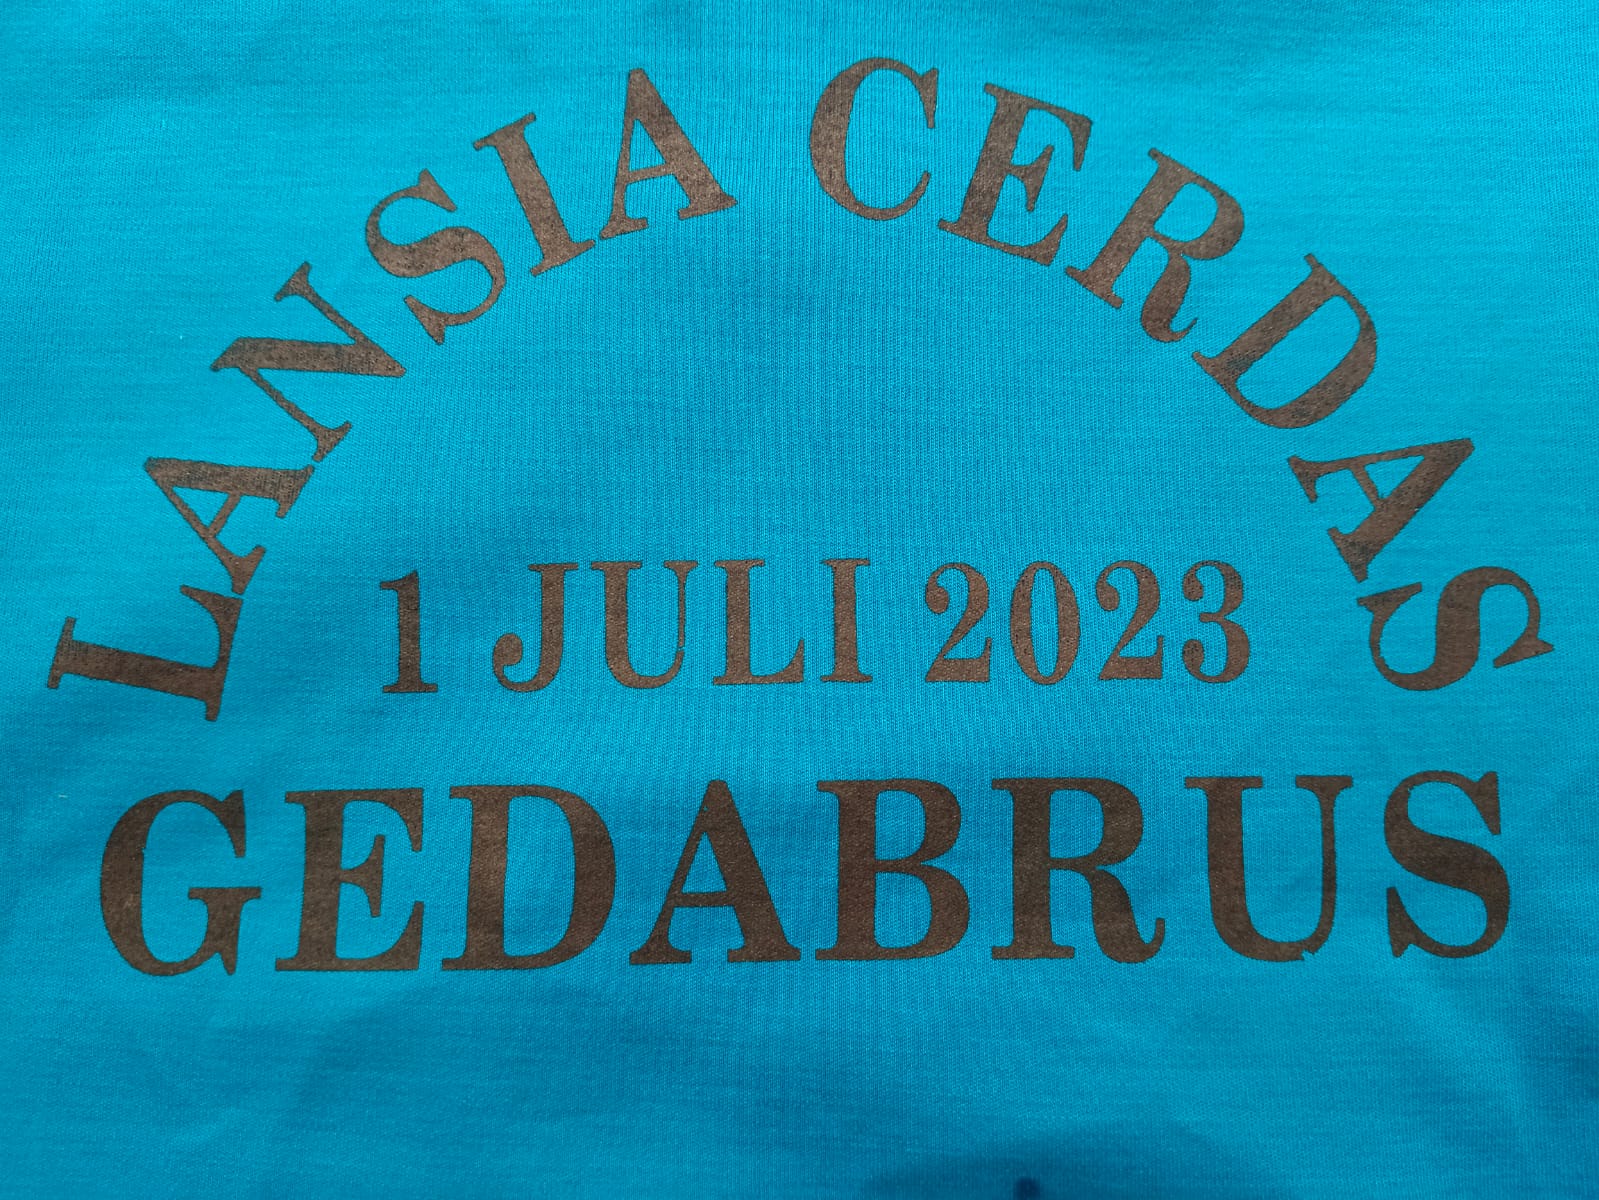 LANSIA CERDAS
1 JULI 2023
GEDABRUS